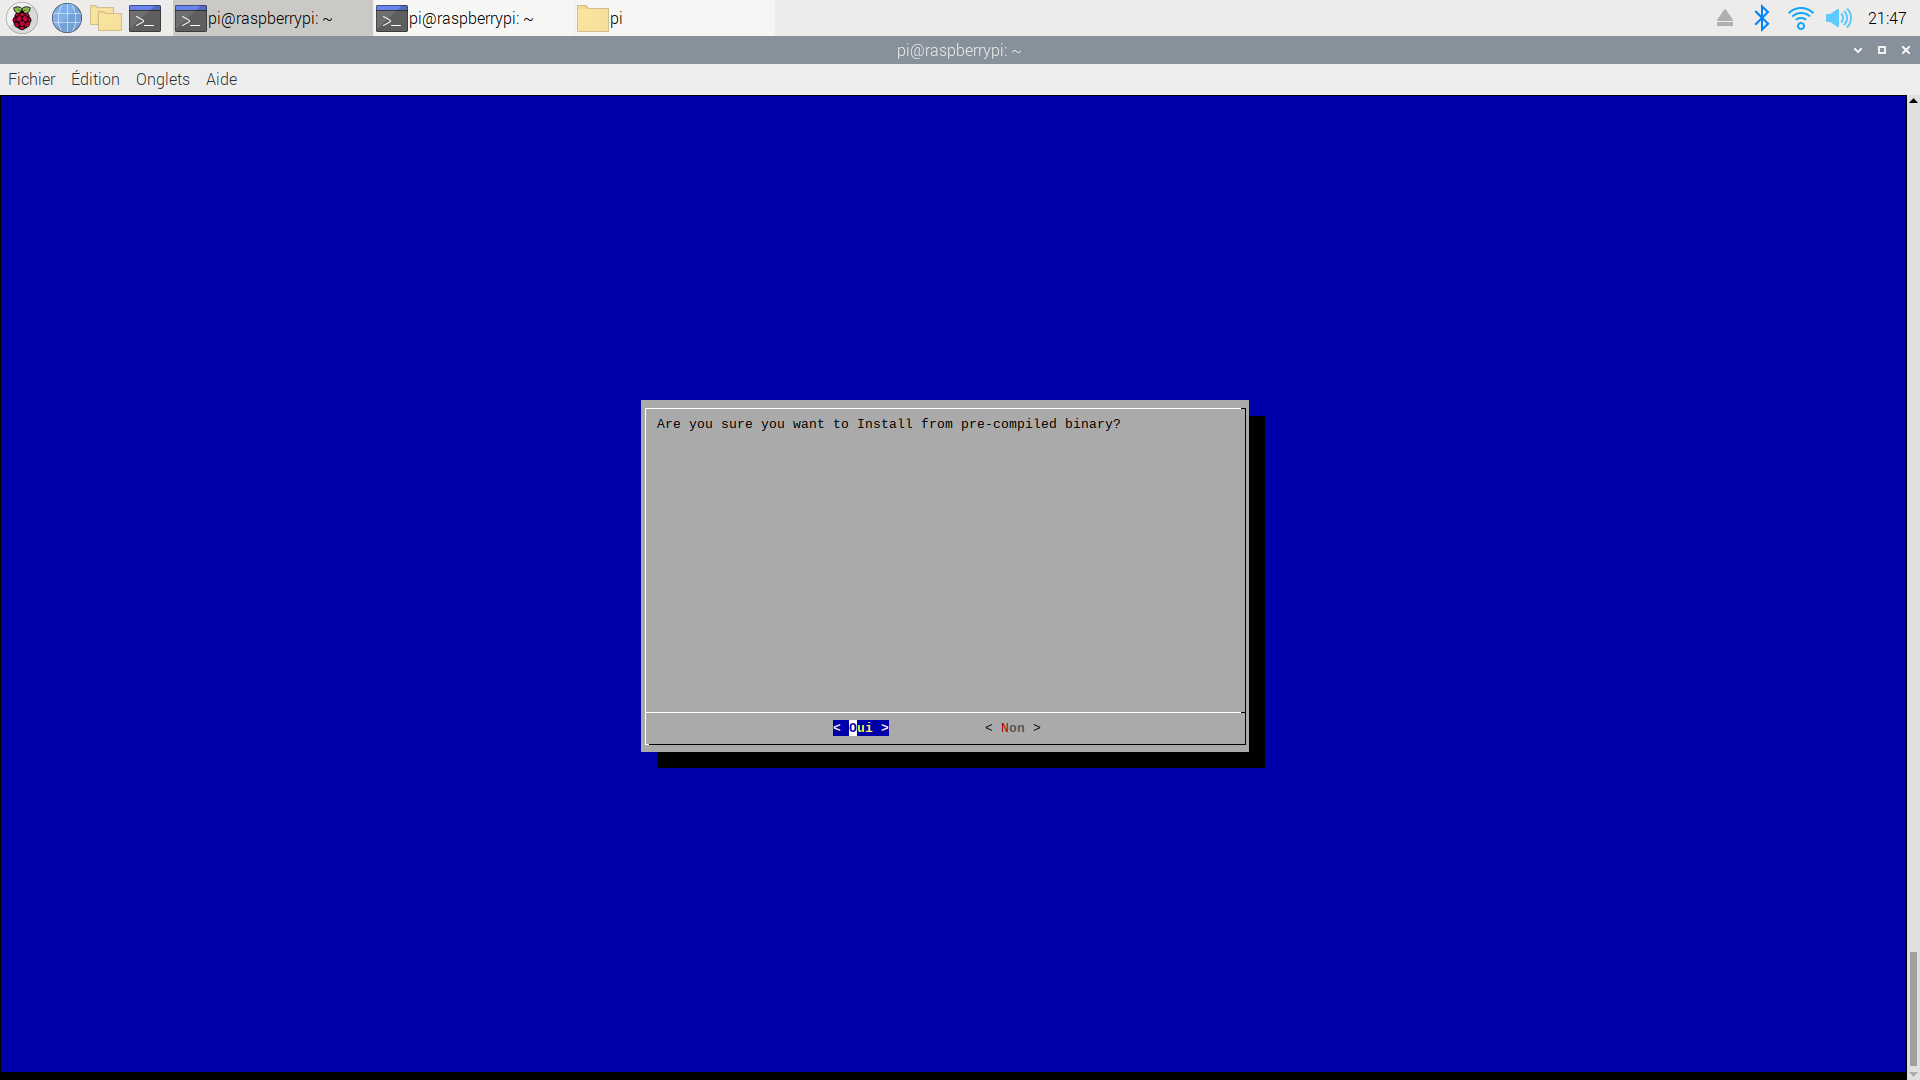 pi@raspberrypi: ~ pi@raspberrypi: ~ pi 21:47
pi@raspberrypi: ~
Fichier Édition Onglets Aide
Are you sure you want to Install from pre-compiled binary?
< Oui > < Non >